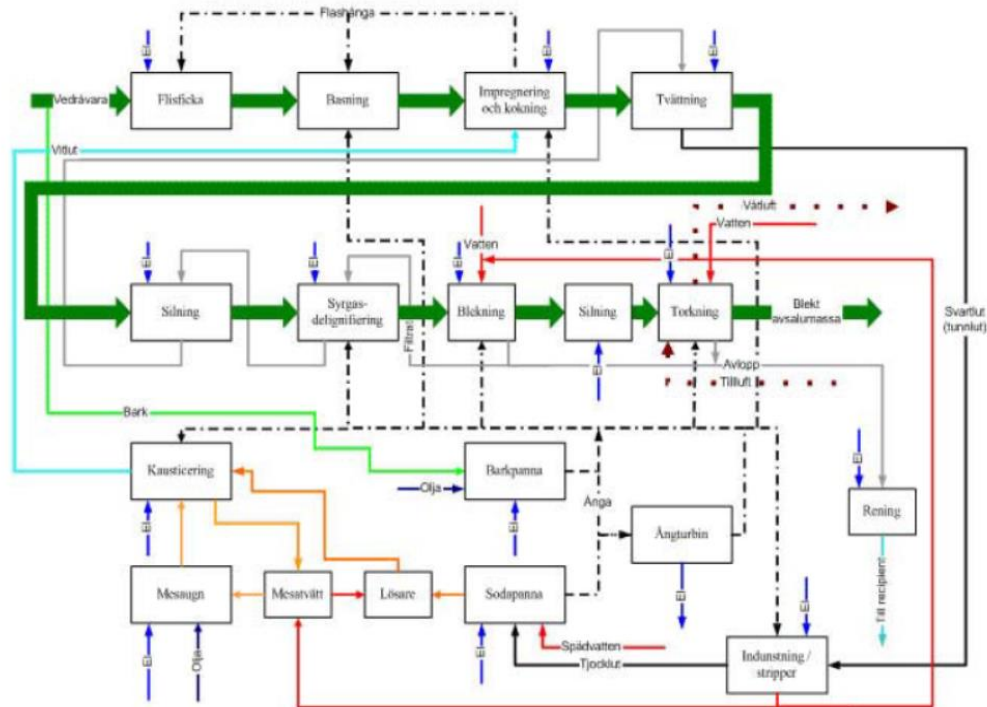 Flashånga
El
El
El
Vedråvara
Flisficka
Basning
Impregnering
och kokning
Tvättning
Vitlut
Våtluft
Vatten
Vatten
El
El
El
El
Silning
Syrgas-
delignifiering
Blekning
Silning
Torkning
Blekt
avsalumassa
Svartlut
(tunnlut)
Filtrat
El
Avlopp
Tilluft
Bark
Kausticering
Barkpanna
Olja
Ånga
El
Rening
El
El
Ångturbin
Mesaugn
Mesatvätt
Lösare
Sodapanna
El
Till recipient
El
El
Olja
El
Spädvatten
Tjocklut
Indunstning /
stripper